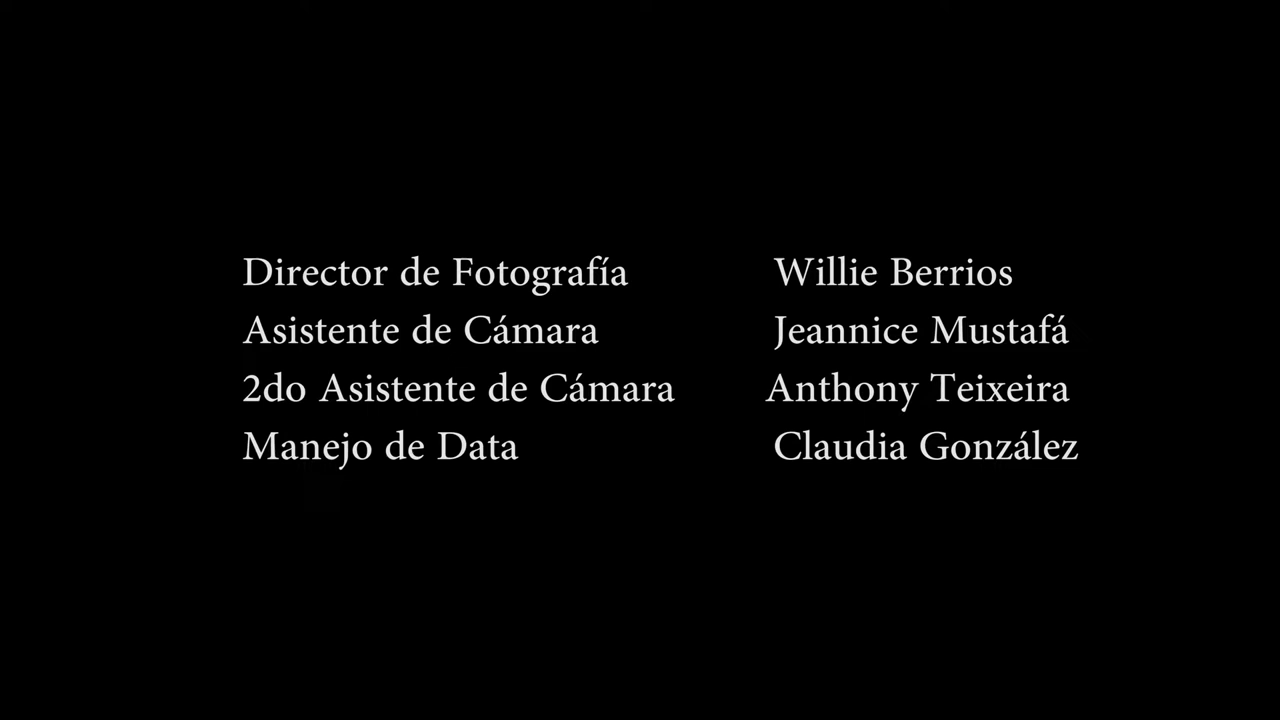 Director de Fotografía Willie Berrios
Asistente de Cámara Jeannice Mustafá
2do Asistente de Cámara Anthony Teixeira
Manejo de Data Claudia González